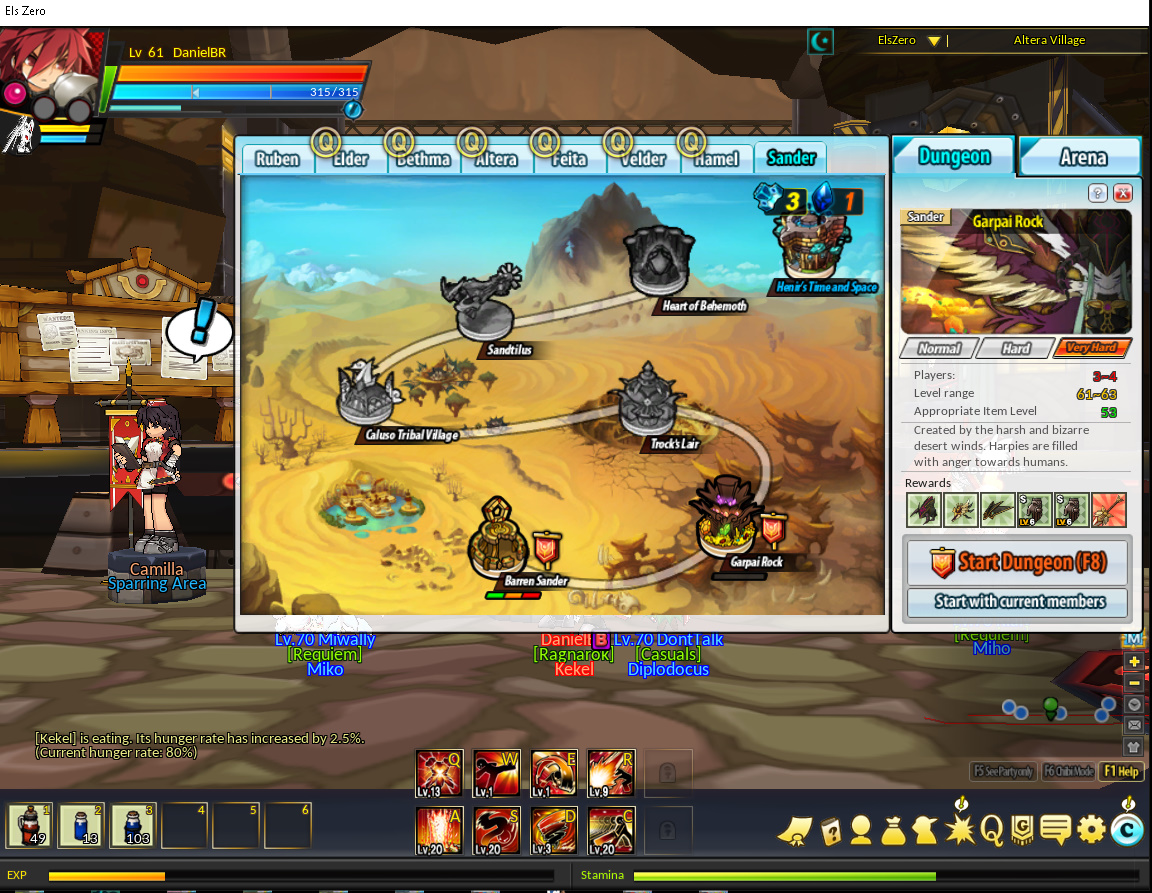 Els Zero
Lv 61 DanielBR
315/315
ElsZero
Altera Village
Ruben
Elder
Bethma
Altera
Feita
Velder
Hamel
Sander
Q
Q
Q
Q
Q
Q
3
1
Henir's Time and Space
Heart of Behemoth
Sandtilus
Caluso Tribal Village
Trock's Lair
Garpai Rock
Barren Sander
Dungeon
Arena
?
X
Sander
Garpai Rock
Normal
Hard
Very Hard
Players: 3~4
Level range 61~63
Appropriate Item Level 53
Created by the harsh and bizarre
desert winds. Harpies are filled
with anger towards humans.
Rewards
S LV 6
S LV 6
Start Dungeon (F8)
Start with current members
WANTED
!
Camilla
-Sparring Area
Lv.70 Miwally
[Requiem]
Miko
[Ragnarok]
Kekel
B
Lv.70 DontTalk
[Casuals]
Diplodocus
[Requiem]
Miho
M
[Kekel] is eating. Its hunger rate has increased by 2.5%.
(Current hunger rate: 80%)
Q Lv.13
W Lv.1
E Lv.1
R Lv.9
A Lv.20
S Lv.20
D Lv.3
C Lv.20
F5 See Party only
F6 Chibi Mode
F1 Help
1 49
2 13
3 103
4
5
6
?
Q
G
C
EXP
Stamina